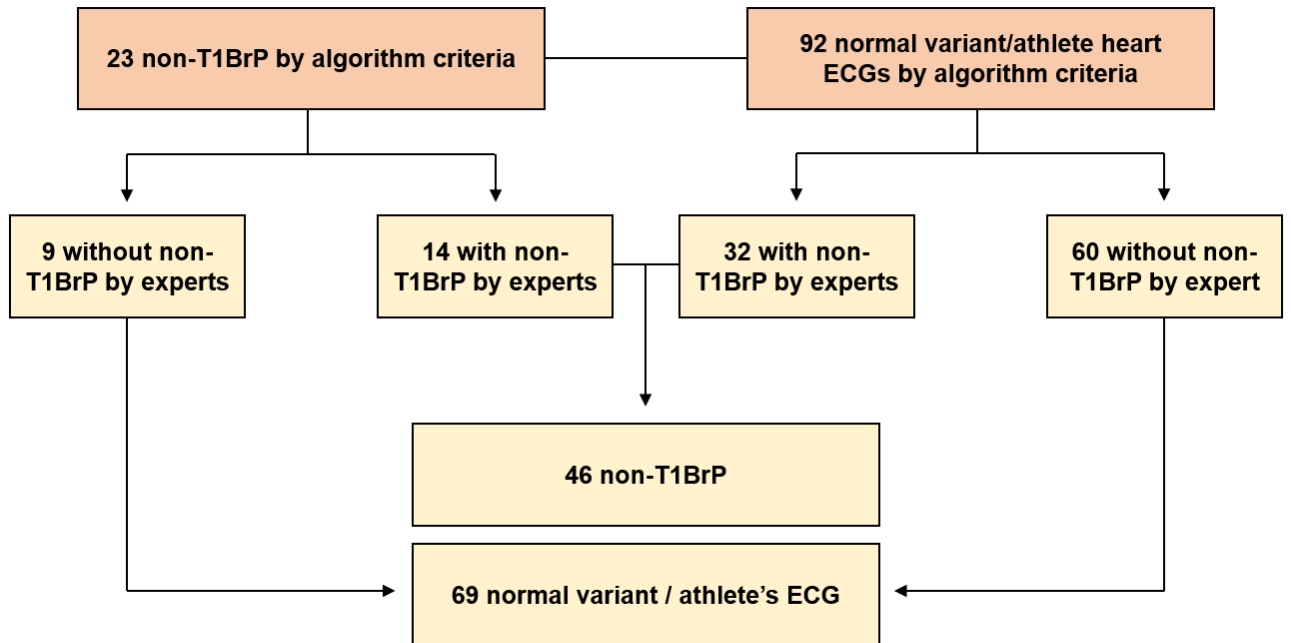 23 non-T1BrP by algorithm criteria
92 normal variant/athlete heart
ECGs by algorithm criteria
9 without non-
T1BrP by experts
14 with non-
T1BrP by experts
32 with non-
T1BrP by experts
60 without non-
T1BrP by expert
46 non-T1BrP
69 normal variant / athlete’s ECG